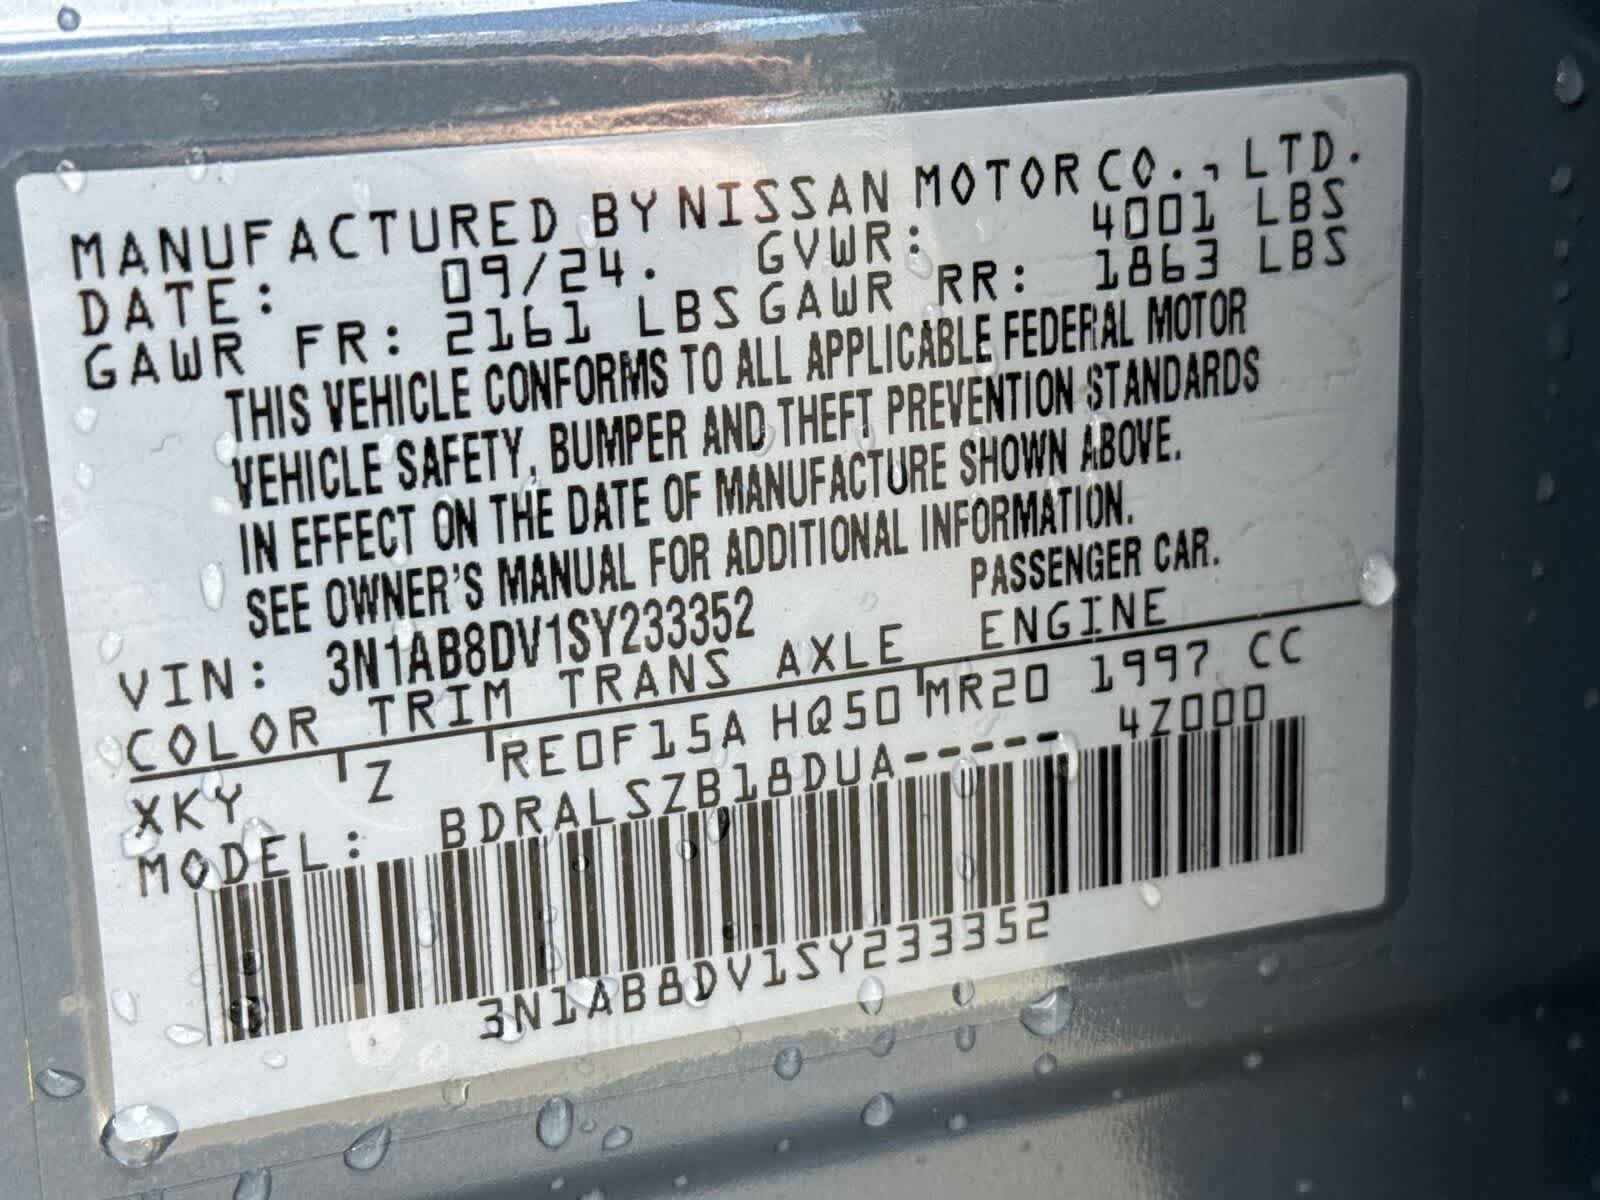 MANUFACTURED BY NISSAN MOTOR CO., LTD.
DATE: 09/24. GVWR: 4001 LBS
GAWR FR: 2161 LBS GAWR RR: 1863 LBS
THIS VEHICLE CONFORMS TO ALL APPLICABLE FEDERAL MOTOR
VEHICLE SAFETY, BUMPER AND THEFT PREVENTION STANDARDS
IN EFFECT ON THE DATE OF MANUFACTURE SHOWN ABOVE.
SEE OWNER'S MANUAL FOR ADDITIONAL INFORMATION.
VIN: 3N1AB8DV1SY233352 PASSENGER CAR.
COLOR TRIM TRANS AXLE ENGINE
XKY Z RE0F15A HQ50 MR20 1997 CC
MODEL: BDRALSZB18DUA----- 4Z000
3N1AB8DV1SY233352